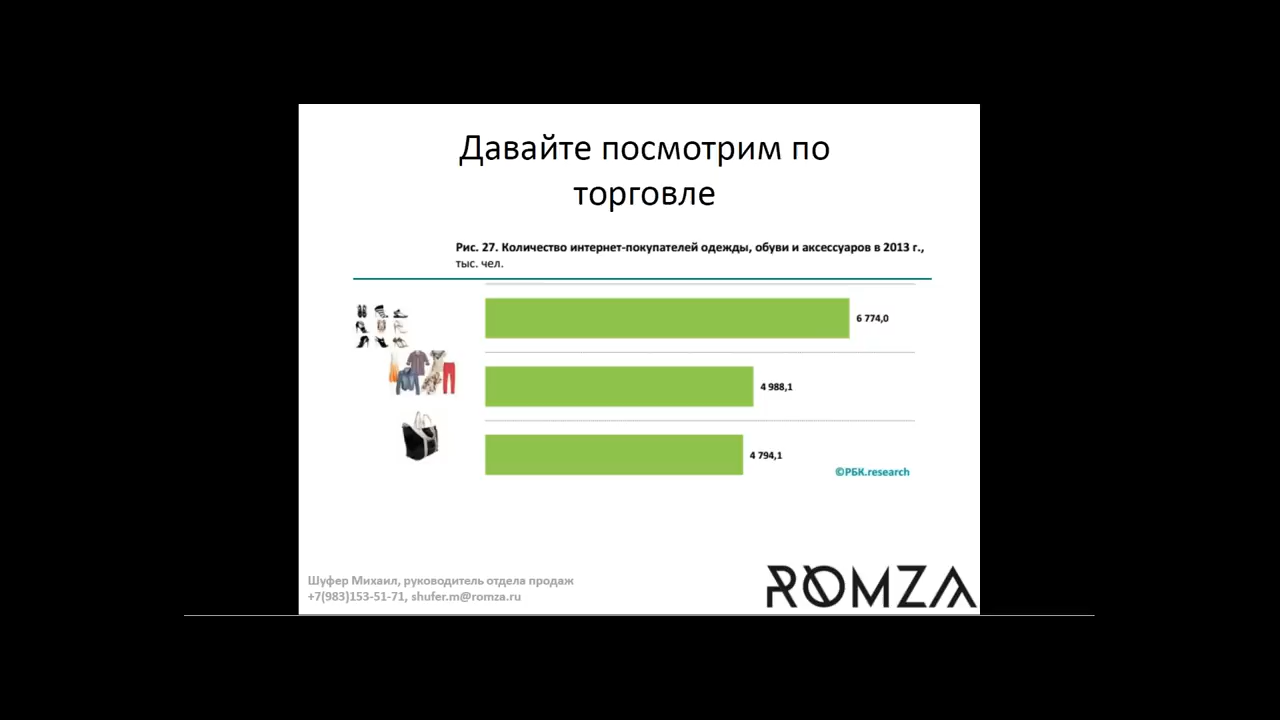 Давайте посмотрим по
торговле
Рис. 27. Количество интернет-покупателей одежды, обуви и аксессуаров в 2013 г.,
тыс. чел.
6 774,0
4 988,1
4 794,1
©РБК.research
Шуфер Михаил, руководитель отдела продаж
+7(983)153-51-71, shufer.m@romza.ru
ROMZA